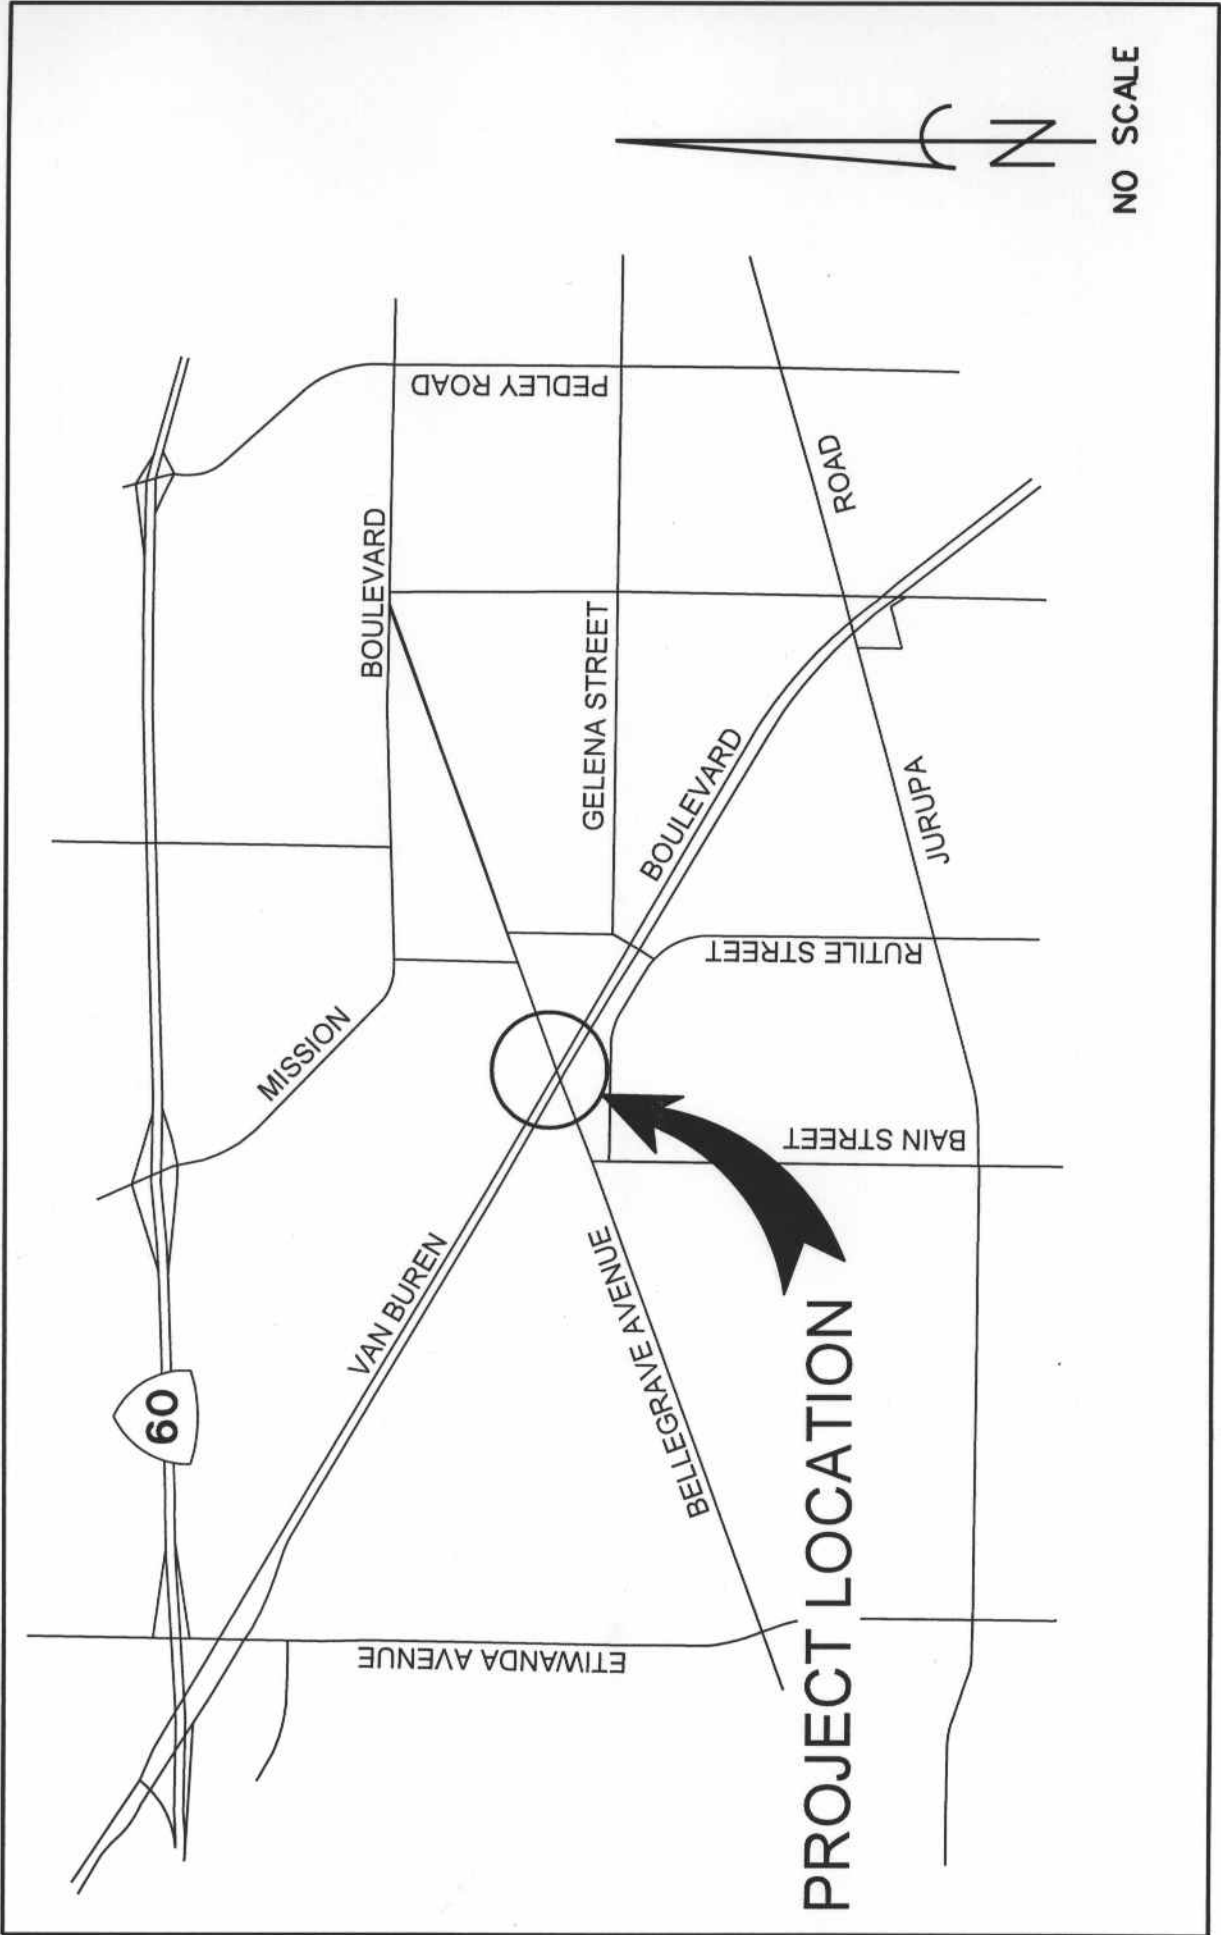 60
MISSION
BOULEVARD
VAN BUREN
BOULEVARD
GELENA STREET
PEDLEY ROAD
ETIWANDA AVENUE
BELLEGRAVE AVENUE
BAIN STREET
RUTILE STREET
JURUPA
ROAD
PROJECT LOCATION
N
NO SCALE